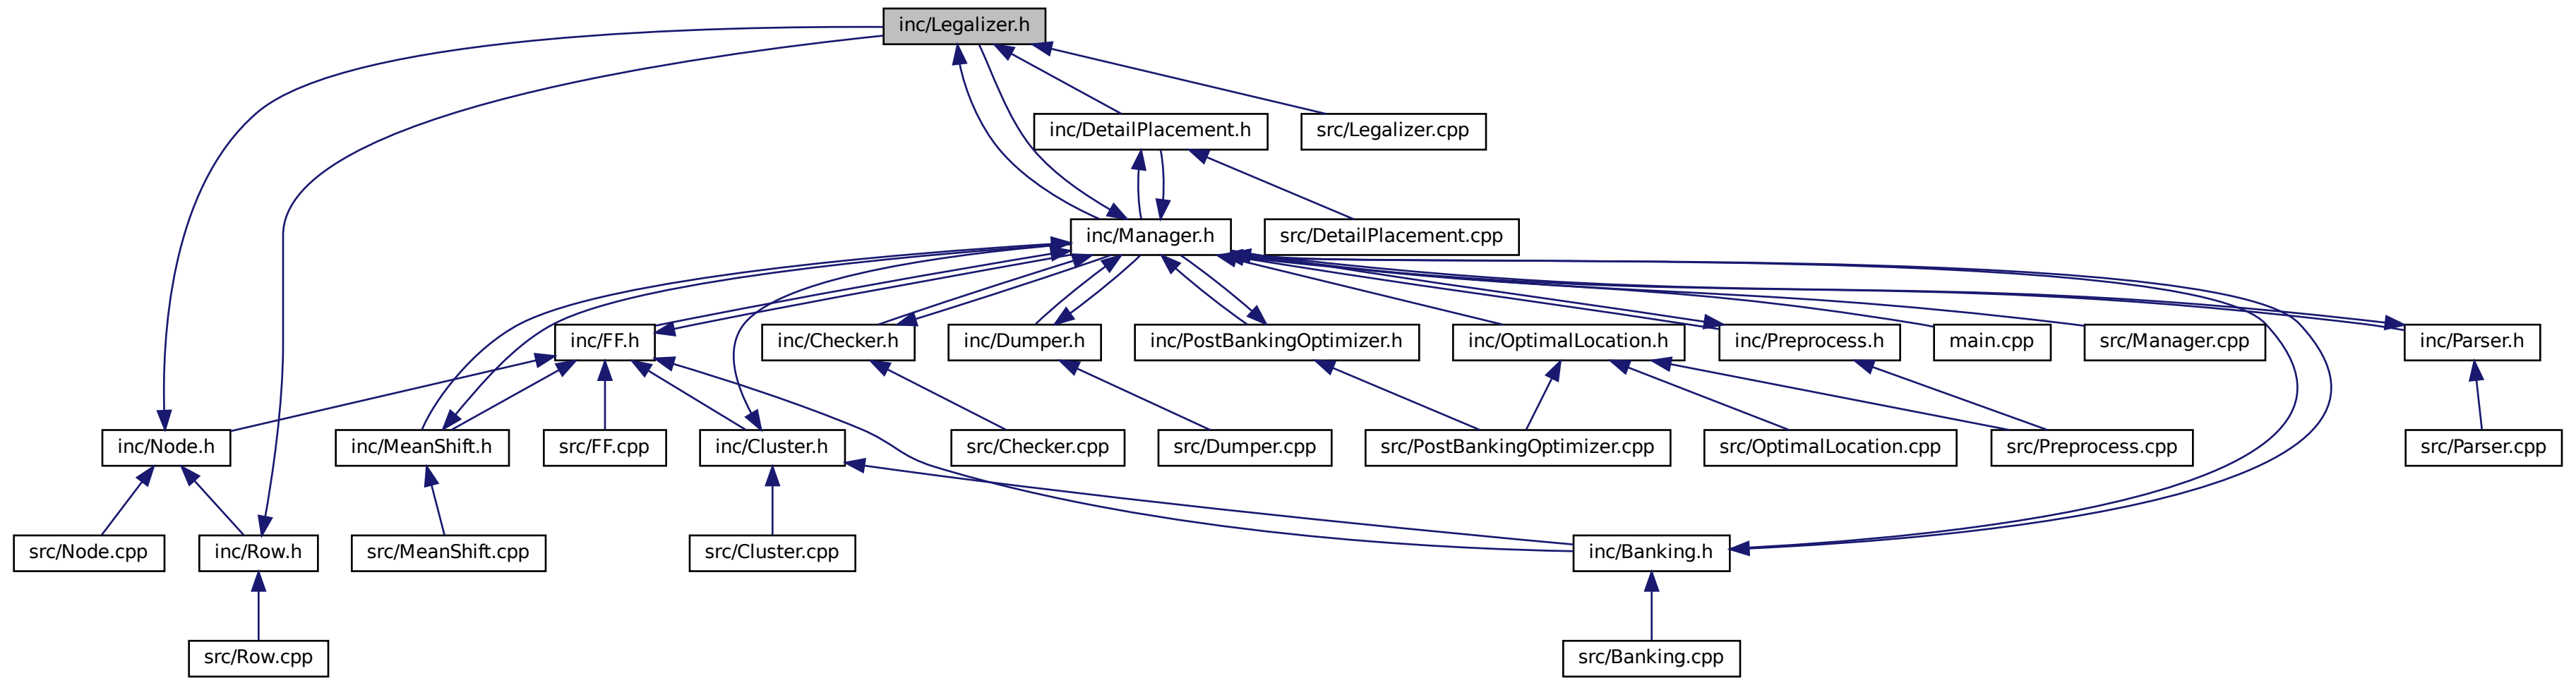 inc/Legalizer.h
inc/DetailPlacement.h
src/Legalizer.cpp
inc/Manager.h
src/DetailPlacement.cpp
inc/FF.h
inc/Checker.h
inc/Dumper.h
inc/PostBankingOptimizer.h
inc/OptimalLocation.h
inc/Preprocess.h
main.cpp
src/Manager.cpp
inc/Parser.h
inc/Node.h
inc/MeanShift.h
src/FF.cpp
inc/Cluster.h
src/Checker.cpp
src/Dumper.cpp
src/PostBankingOptimizer.cpp
src/OptimalLocation.cpp
src/Preprocess.cpp
src/Parser.cpp
src/Node.cpp
inc/Row.h
src/MeanShift.cpp
src/Cluster.cpp
inc/Banking.h
src/Row.cpp
src/Banking.cpp